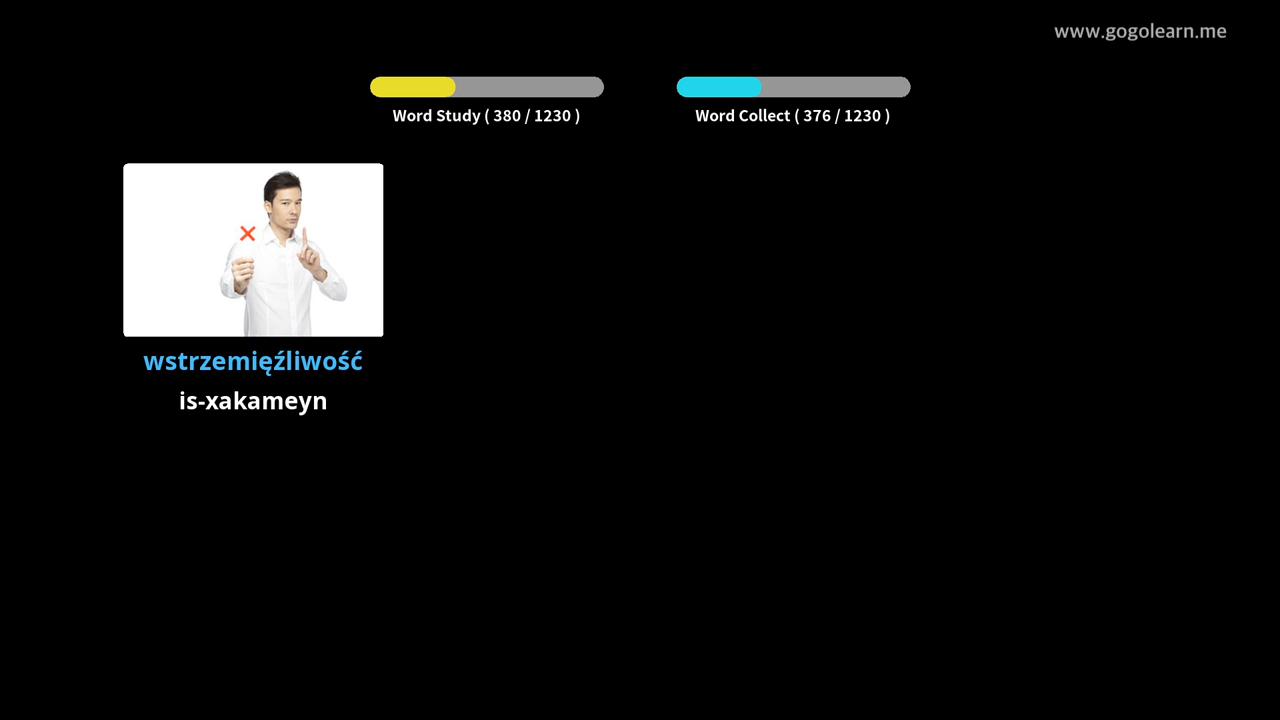 www.gogolearn.me
Word Study ( 380 / 1230 )
Word Collect ( 376 / 1230 )
wstrzemięźliwość
is-xakameyn